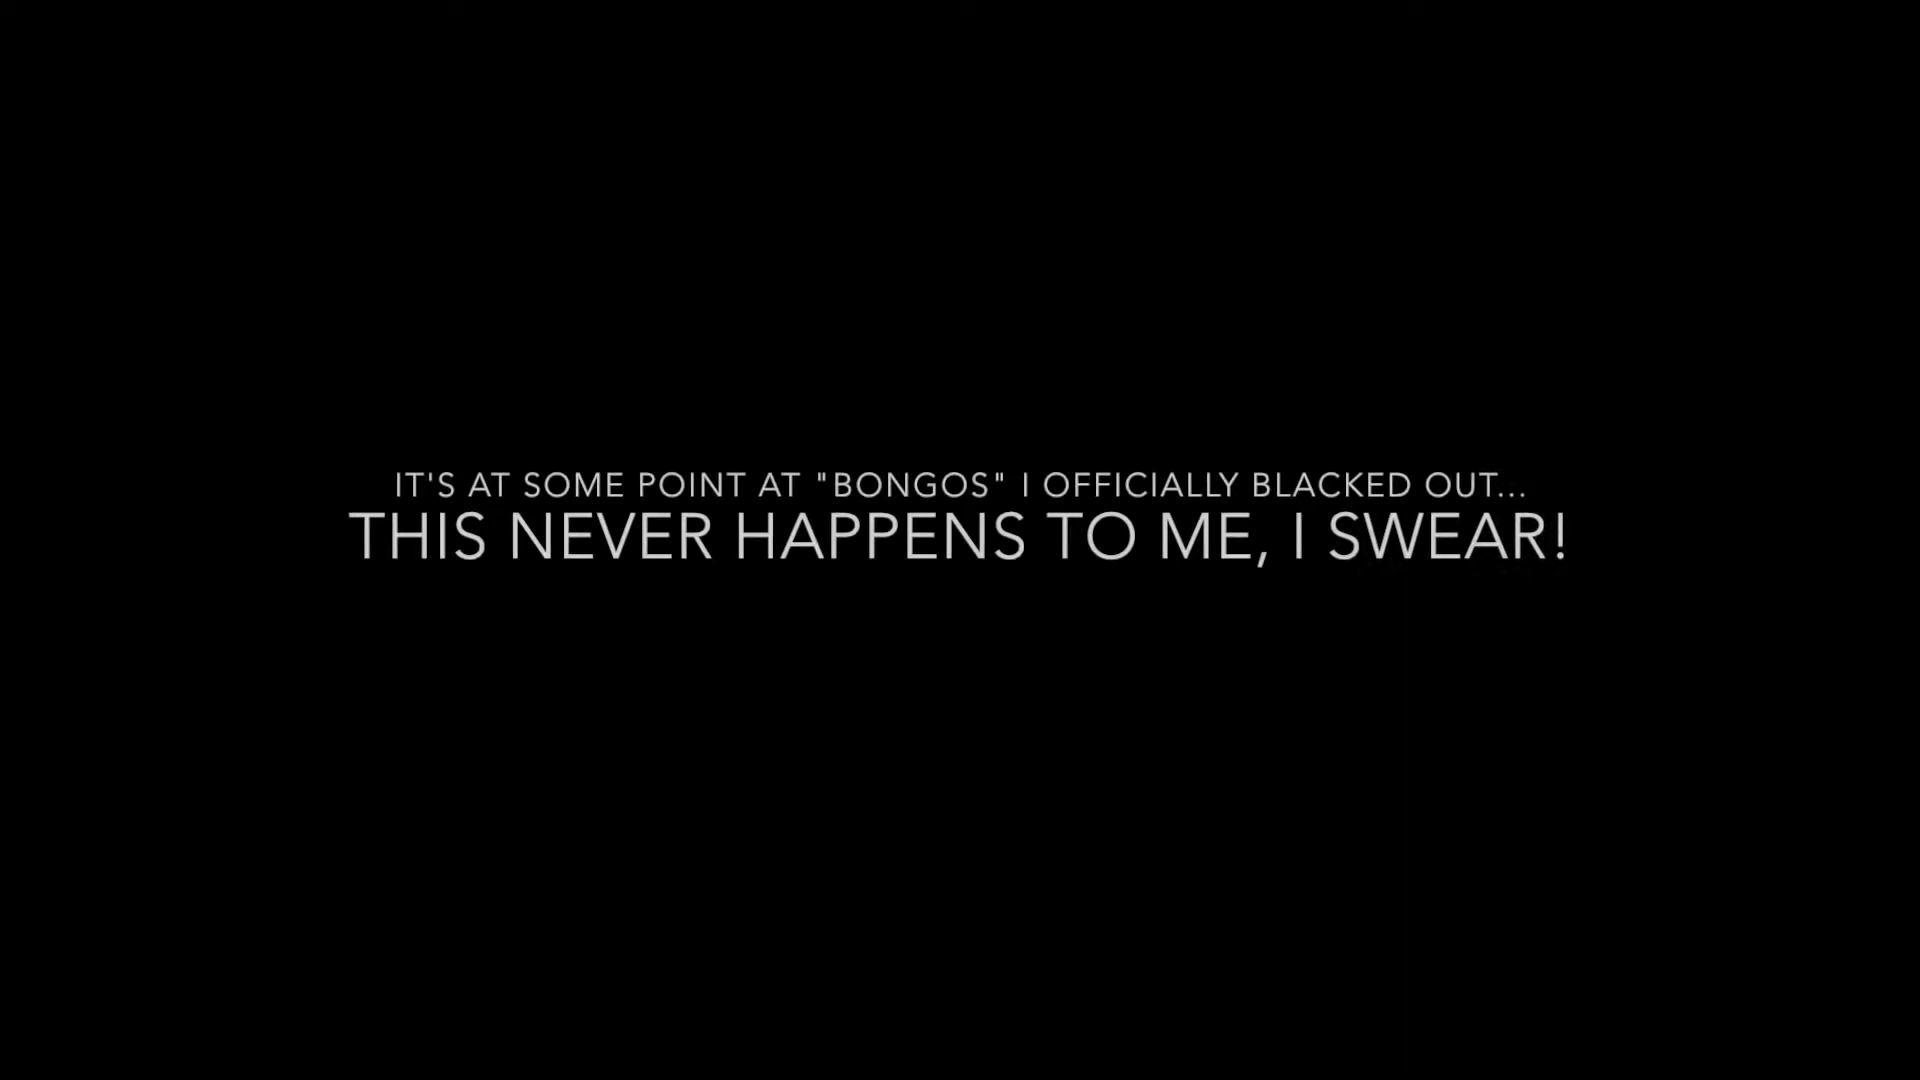 IT'S AT SOME POINT AT "BONGOS" I OFFICIALLY BLACKED OUT...
THIS NEVER HAPPENS TO ME, I SWEAR!